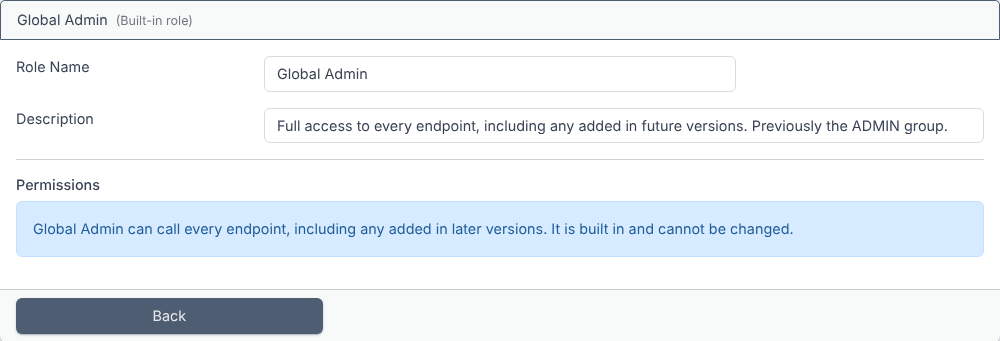 Global Admin (Built-in role)
Role Name
Global Admin
Description
Full access to every endpoint, including any added in future versions. Previously the ADMIN group.
Permissions
Global Admin can call every endpoint, including any added in later versions. It is built in and cannot be changed.
Back